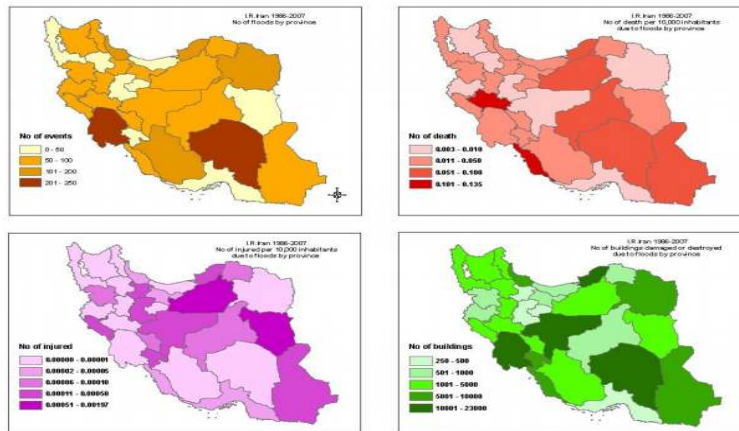 I.R.Iran 1986-2007
No of floods by province
No of events
0 - 50
50 - 100
101 - 200
201 - 250
I.R.Iran 1986-2007
No of death per 10,000 inhabitants
due to floods by province
No of death
0.003 - 0.010
0.011 - 0.050
0.051 - 0.100
0.101 - 0.135
I.R.Iran 1986-2007
No of injured per 10,000 inhabitants
due to floods by province
No of injured
0.00000 - 0.00001
0.00002 - 0.00005
0.00006 - 0.00010
0.00011 - 0.00050
0.00051 - 0.00197
I.R.Iran 1986-2007
No of buildings damaged or destroyed
due to floods by province
No of buildings
250 - 500
501 - 1000
1001 - 5000
5001 - 10000
10001 - 23000